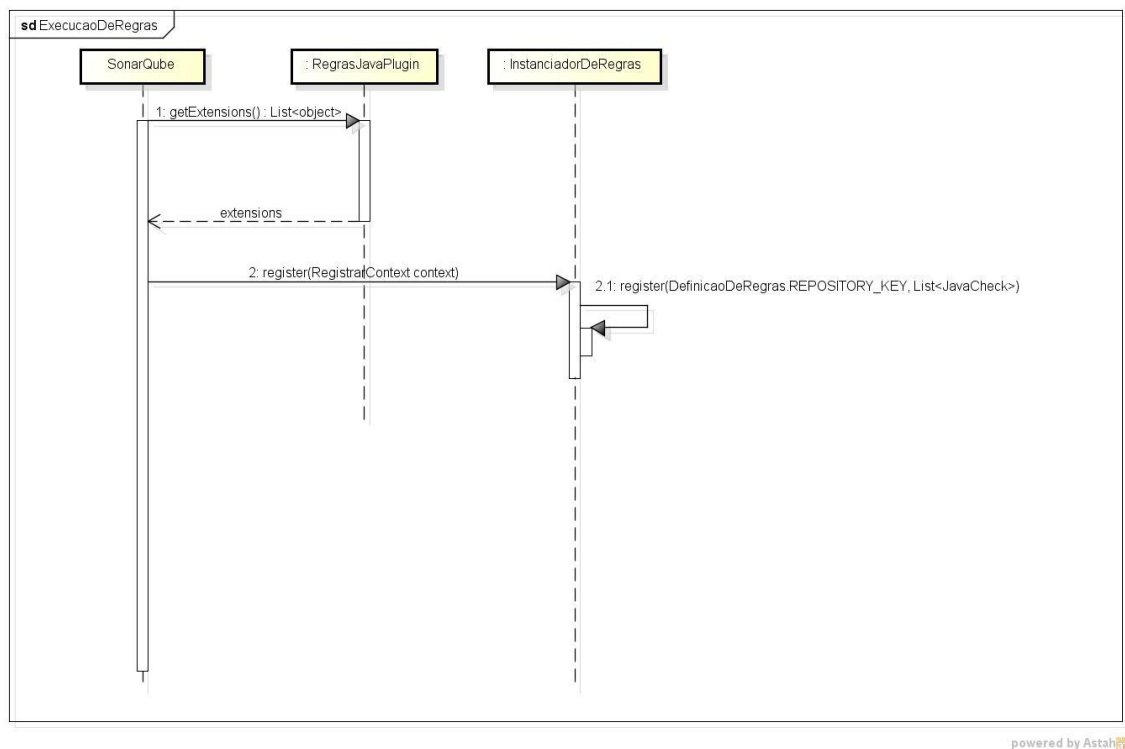 sd ExecucaoDeRegras
SonarQube
: RegrasJavaPlugin
: InstanciadorDeRegras
1: getExtensions() : List<object>
extensions
2: register(RegistrarContext context)
2.1: register(DefinicaoDeRegras.REPOSITORY_KEY, List<JavaCheck>)
powered by Astah